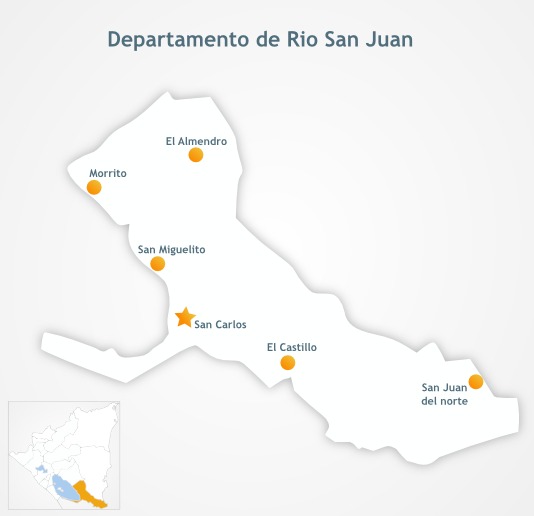 Departamento de Rio San Juan
El Almendro
Morrito
San Miguelito
San Carlos
El Castillo
San Juan
del norte